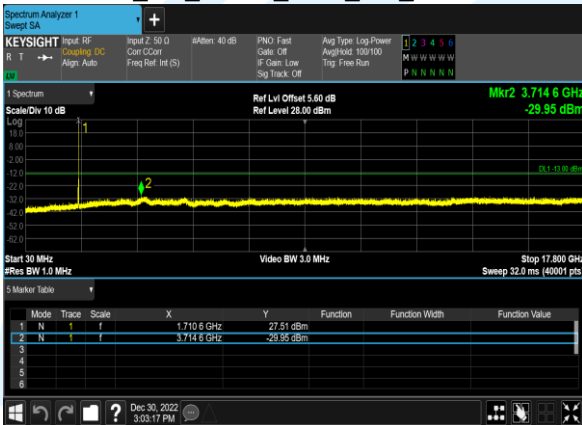 Spectrum Analyzer 1
Swept SA
+
KEYSIGHT Input: RF Input Z: 50 Ω #Atten: 40 dB PNO: Fast Avg Type: Log-Power 1 2 3 4 5 6
R T Coupling: DC Corr CCorr Gate: Off Avg|Hold: 100/100 M W W W W W
Align: Auto Freq Ref: Int (S) IF Gain: Low Trig: Free Run
Sig Track: Off P N N N N N
LU
1 Spectrum Ref Lvl Offset 5.60 dB Mkr2 3.714 6 GHz
Scale/Div 10 dB Ref Level 28.00 dBm -29.95 dBm
Log
1
18.0
8.00
-2.00
-12.0 DL1 -13.00 dBm
-22.0 2
-32.0
-42.0
-52.0
-62.0
Start 30 MHz Video BW 3.0 MHz Stop 17.800 GHz
#Res BW 1.0 MHz Sweep 32.0 ms (40001 pts
5 Marker Table
Mode Trace Scale X Y Function Function Width Function Value
1 N 1 f 1.710 6 GHz 27.51 dBm
2 N 1 f 3.714 6 GHz -29.95 dBm
3
4
5
6
? Dec 30, 2022
3:03:17 PM